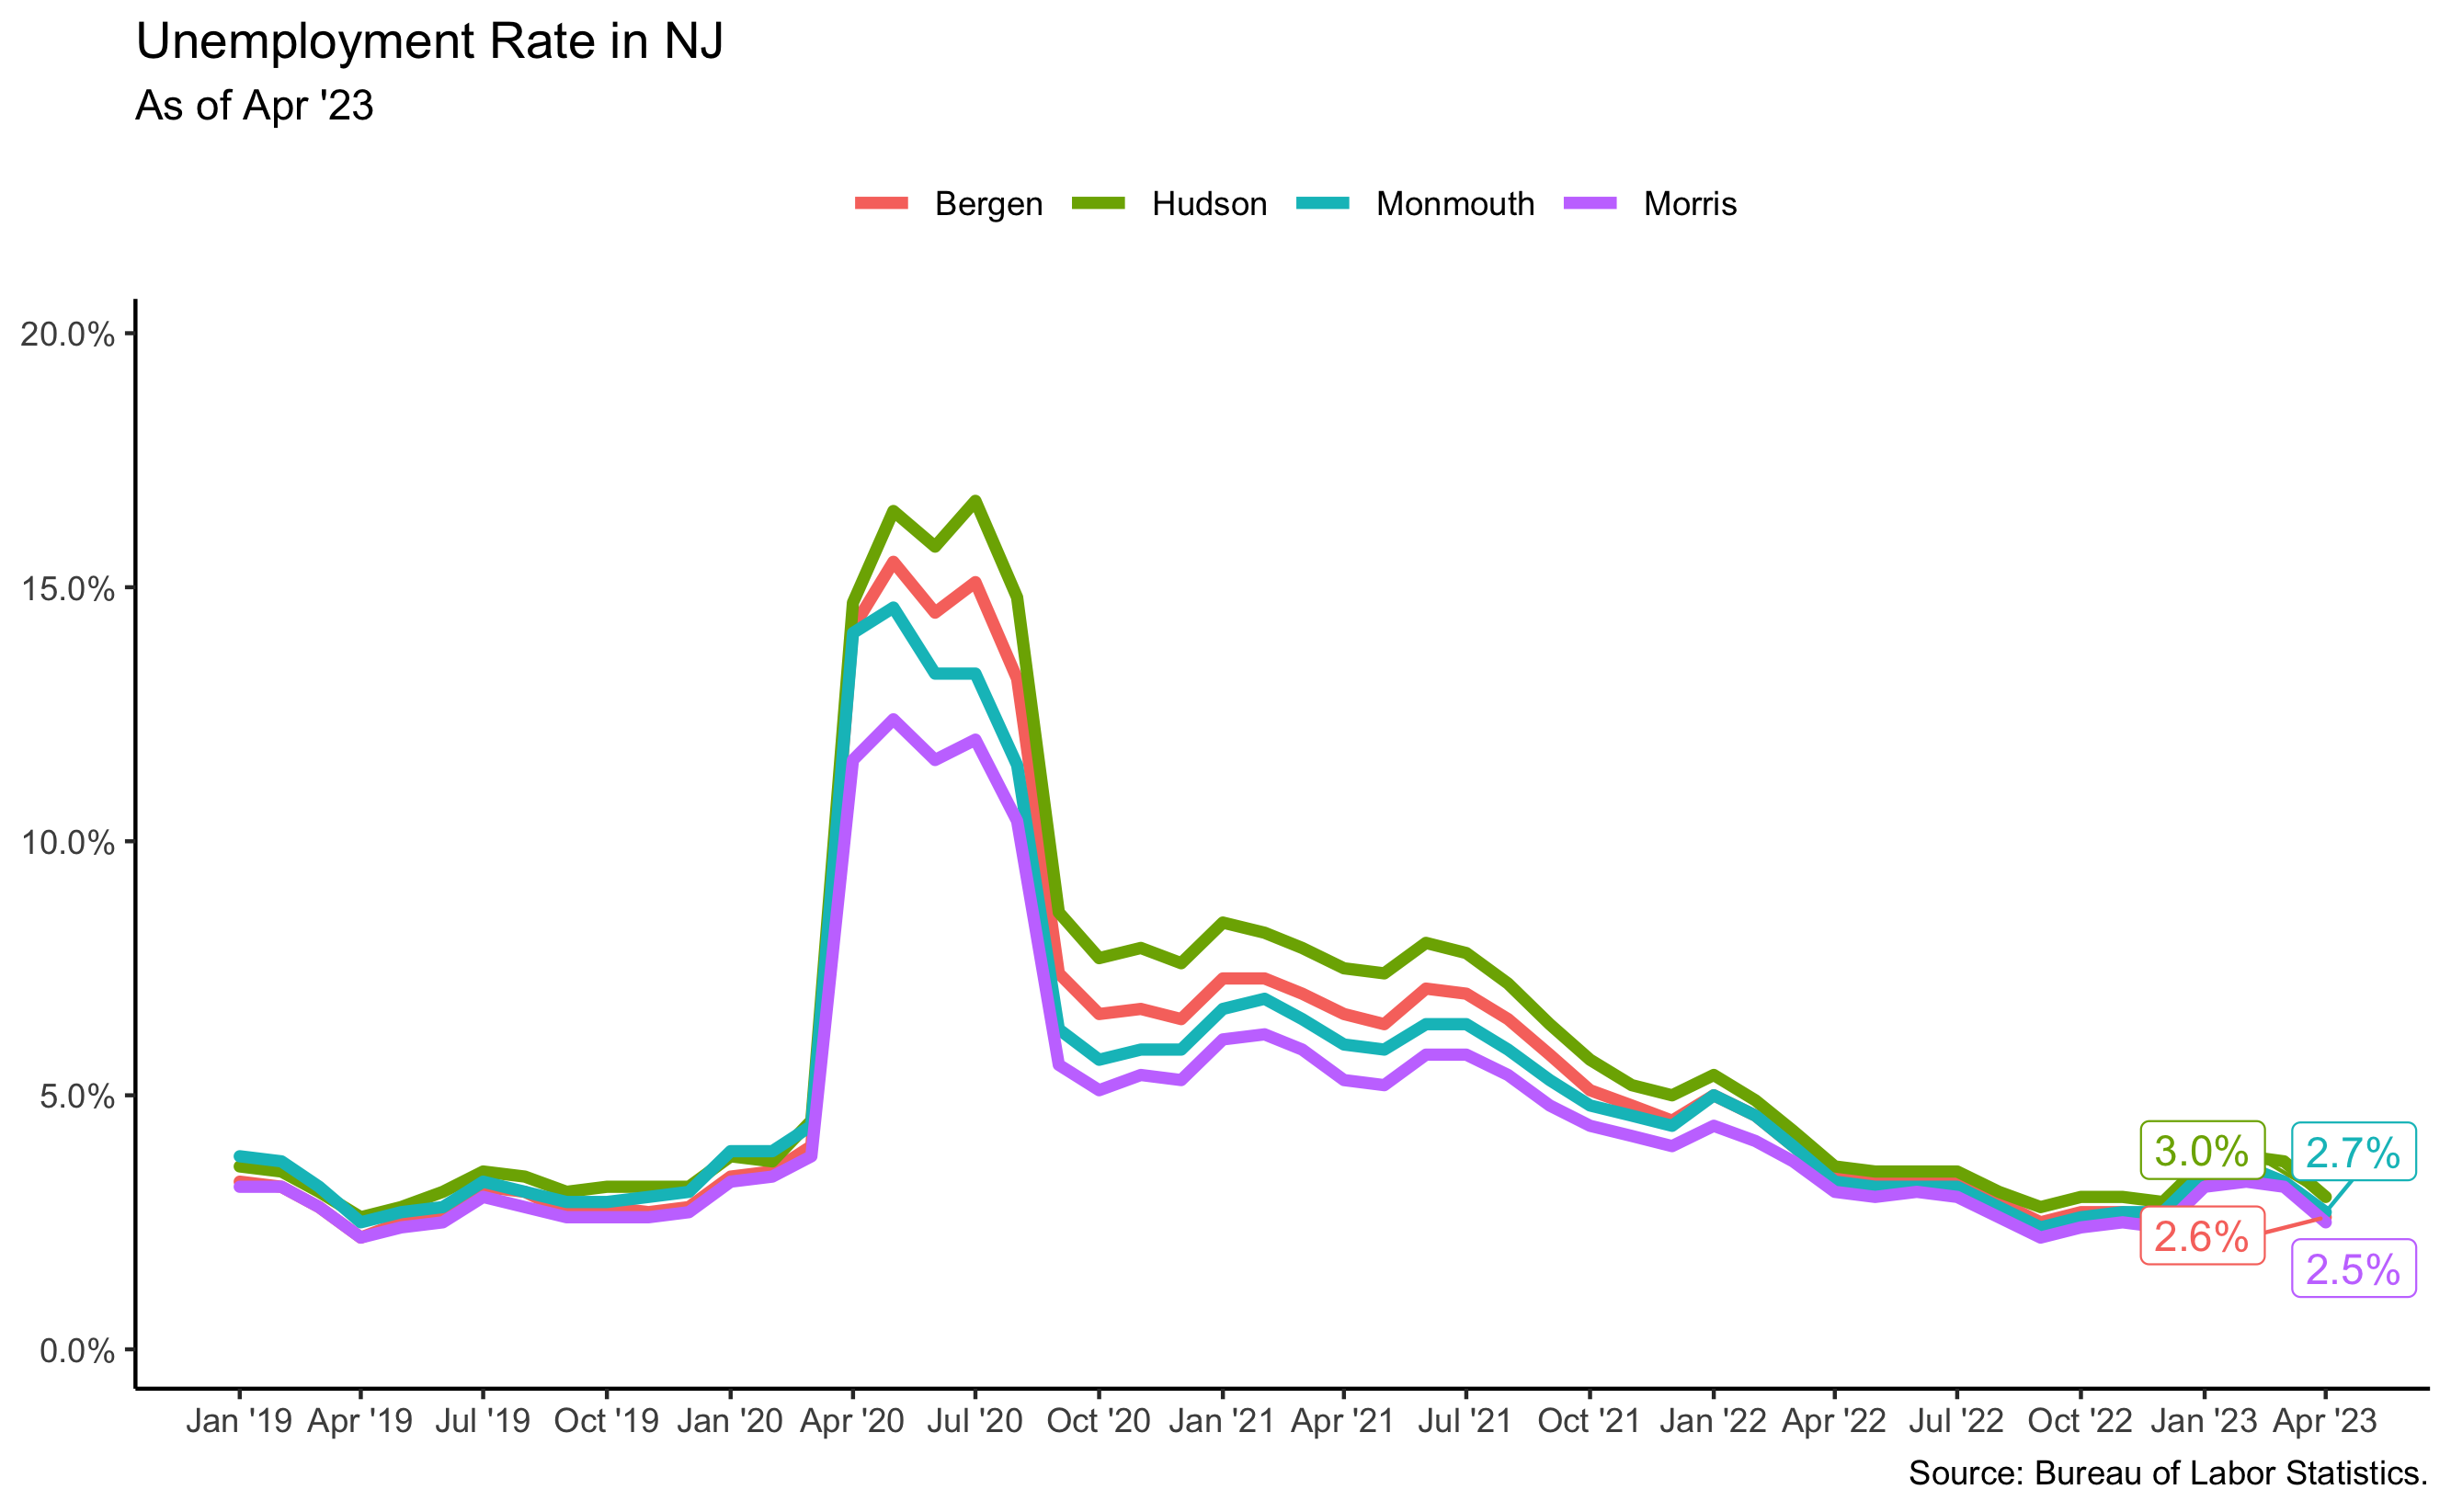 Unemployment Rate in NJ
As of Apr '23
Bergen Hudson Monmouth Morris
20.0%
15.0%
10.0%
5.0%
0.0%
3.0% 2.7%
2.6%
2.5%
Jan '19 Apr '19 Jul '19 Oct '19 Jan '20 Apr '20 Jul '20 Oct '20 Jan '21 Apr '21 Jul '21 Oct '21 Jan '22 Apr '22 Jul '22 Oct '22 Jan '23 Apr '23
Source: Bureau of Labor Statistics.